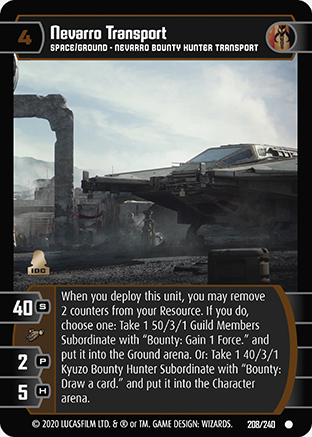 4 Nevarro Transport
SPACE/GROUND - NEVARRO BOUNTY HUNTER TRANSPORT
IDC
40 S
2 P
5 H
When you deploy this unit, you may remove
2 counters from your Resource. If you do,
choose one: Take 1 50/3/1 Guild Members
Subordinate with “Bounty: Gain 1 Force.” and
put it into the Ground arena. Or: Take 1 40/3/1
Kyuzo Bounty Hunter Subordinate with “Bounty:
Draw a card.” and put it into the Character
arena.
© 2020 LUCASFILM LTD. & ® OR TM. GAME DESIGN: WIZARDS. 208/240